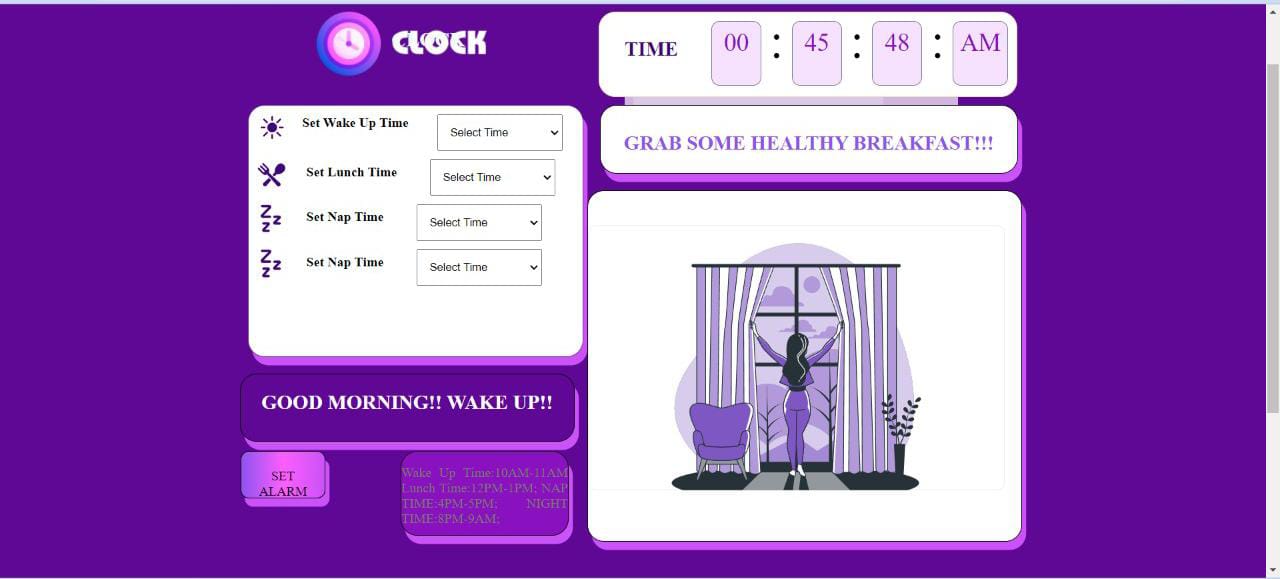 CLOCK
TIME
00 : 45 : 48 : AM
Set Wake Up Time
Select Time
Set Lunch Time
Select Time
Set Nap Time
Select Time
Set Nap Time
Select Time
GRAB SOME HEALTHY BREAKFAST!!!
GOOD MORNING!! WAKE UP!!
SET
ALARM
Wake Up Time:10AM-11AM
Lunch Time:12PM-1PM; NAP
TIME:4PM-5PM; NIGHT
TIME:8PM-9AM;